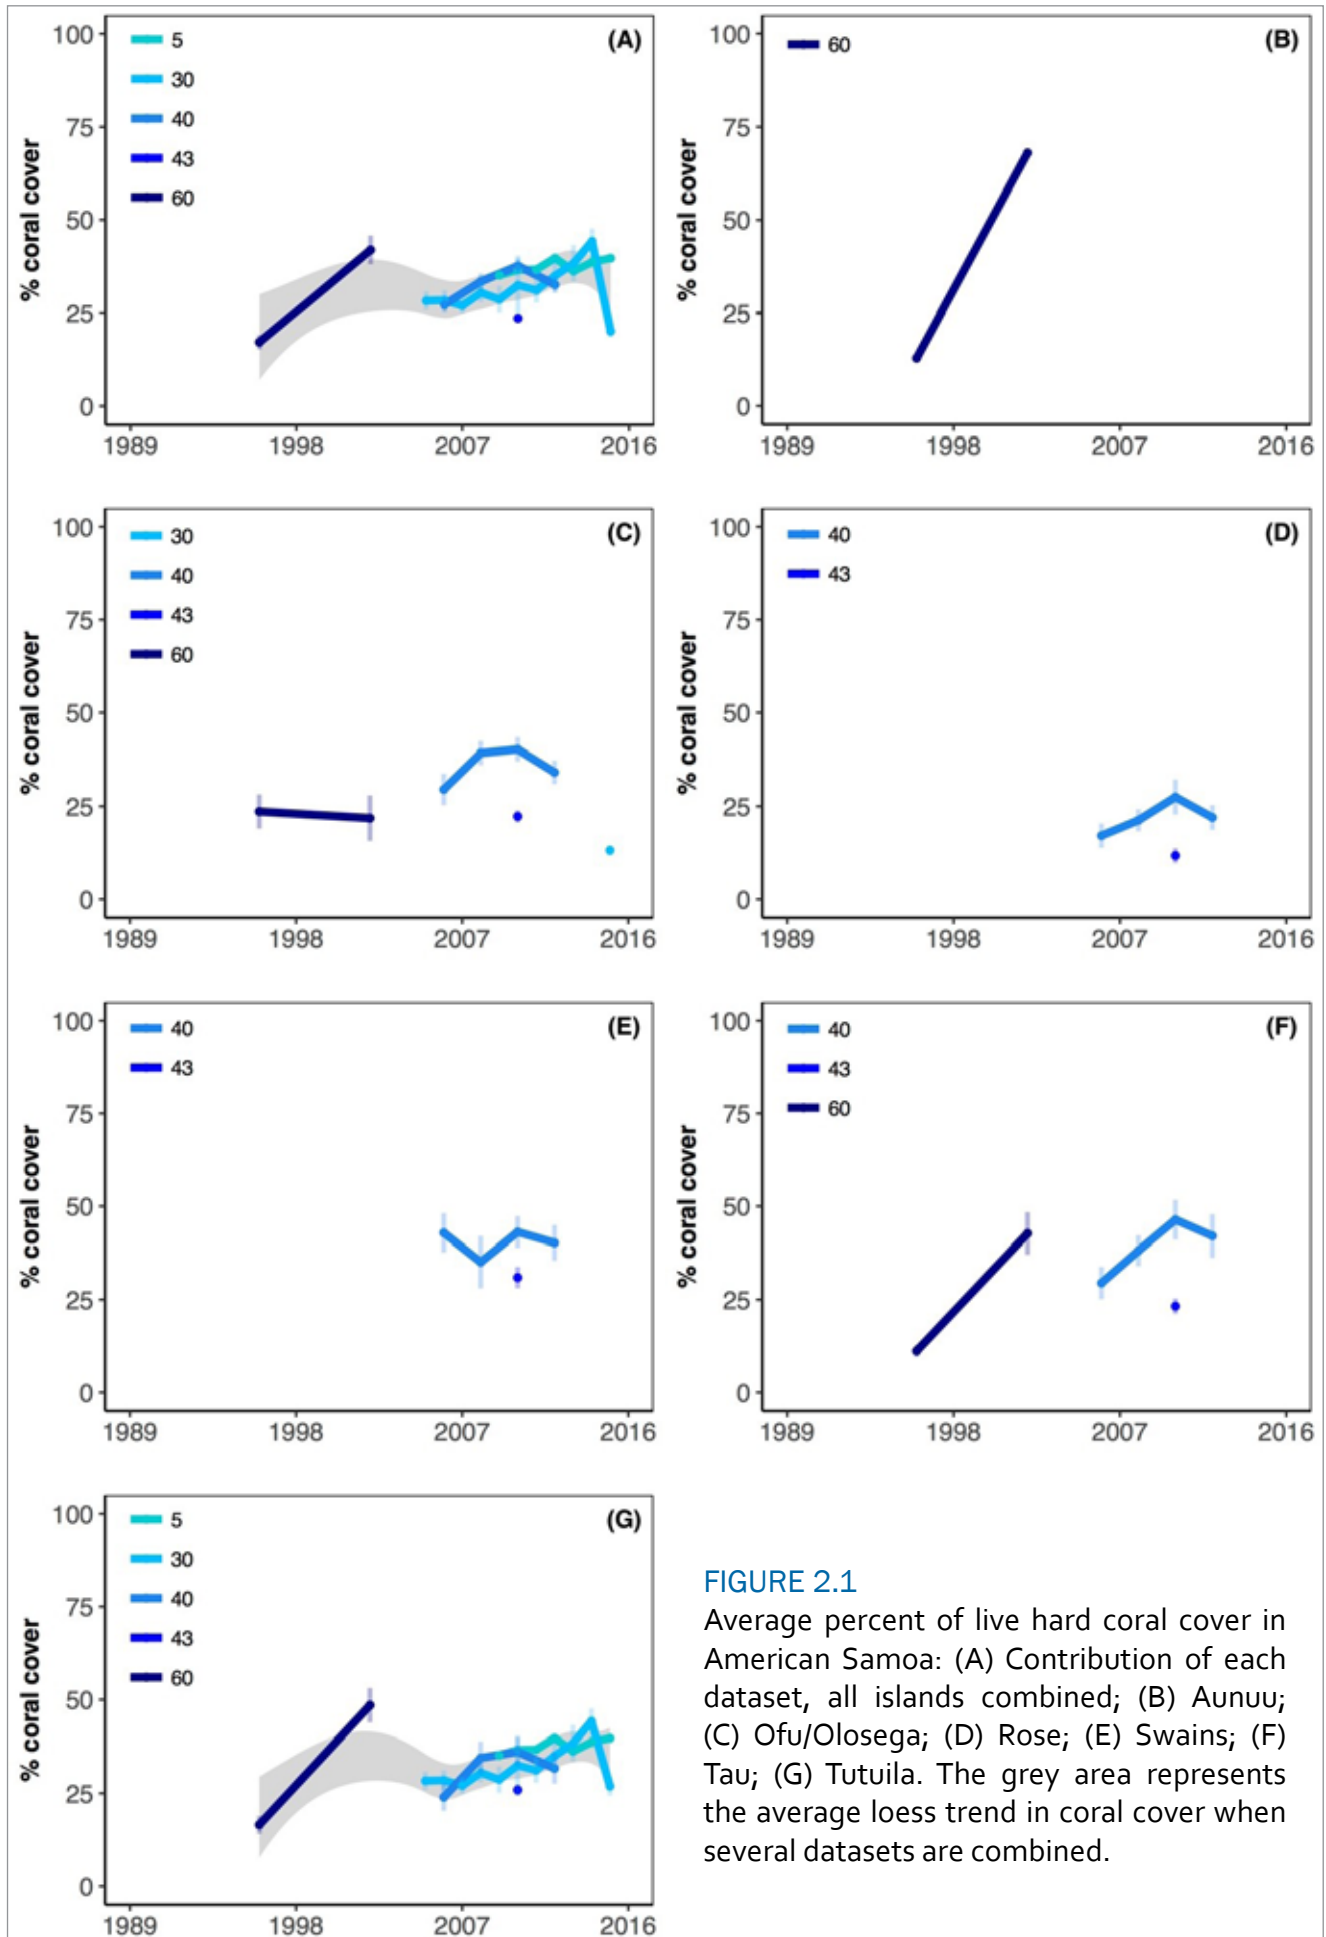 100
75
50
25
0
% coral cover
5
30
40
43
60
(A)
1989 1998 2007 2016
100
75
50
25
0
% coral cover
60
(B)
1989 1998 2007 2016
100
75
50
25
0
% coral cover
30
40
43
60
(C)
1989 1998 2007 2016
100
75
50
25
0
% coral cover
40
43
(D)
1989 1998 2007 2016
100
75
50
25
0
% coral cover
40
43
(E)
1989 1998 2007 2016
100
75
50
25
0
% coral cover
40
43
60
(F)
1989 1998 2007 2016
100
75
50
25
0
% coral cover
5
30
40
43
60
(G)
1989 1998 2007 2016
FIGURE 2.1
Average percent of live hard coral cover in
American Samoa: (A) Contribution of each
dataset, all islands combined; (B) Aunuu;
(C) Ofu/Olosega; (D) Rose; (E) Swains; (F)
Tau; (G) Tutuila. The grey area represents
the average loess trend in coral cover when
several datasets are combined.